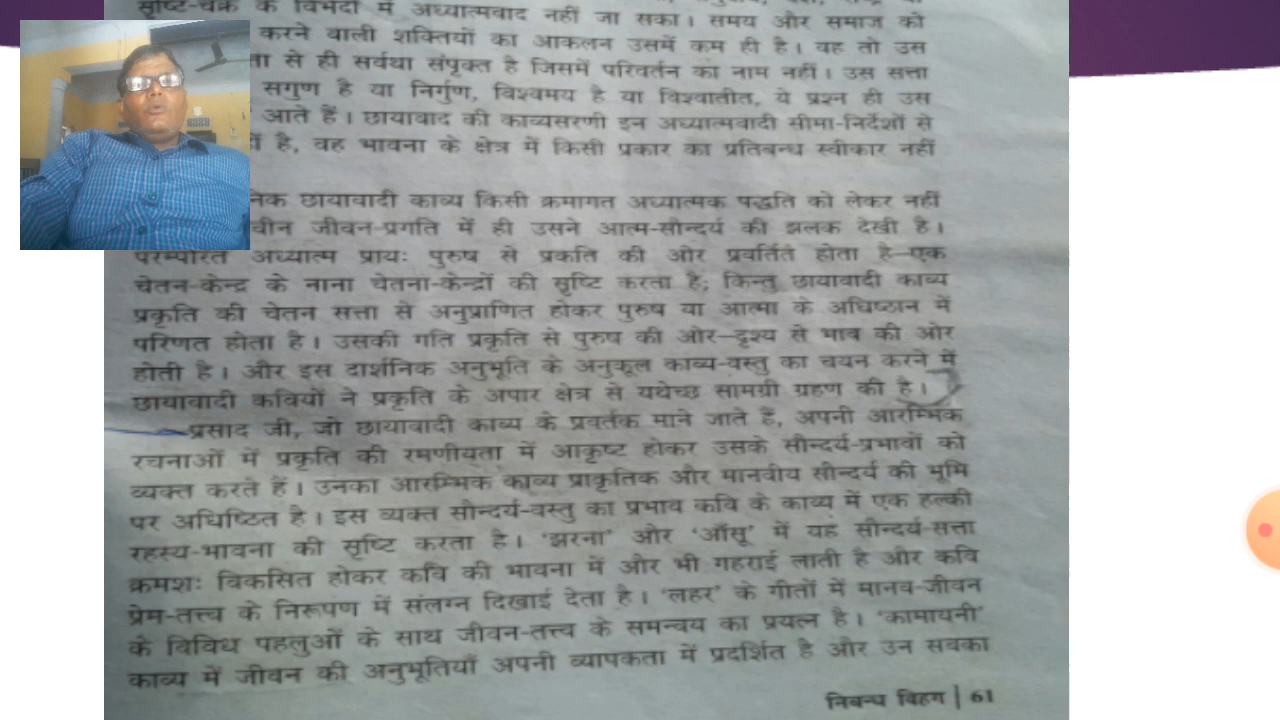 सृष्टि-चक्र के विभेदों में अध्यात्मवाद नहीं जा सका। समय और समाज को
करने वाली शक्तियों का आकलन उसमें कम ही है। वह तो उस
ता से ही सर्वथा संपृक्त है जिसमें परिवर्तन का नाम नहीं। उस सत्ता
सगुण है या निर्गुण, विश्वमय है या विश्वातीत, ये प्रश्न ही उस
आते हैं। छायावाद की काव्यसरणी इन अध्यात्मवादी सीमा-निर्देशों से
है, वह भावना के क्षेत्र में किसी प्रकार का प्रतिबन्ध स्वीकार नहीं
निक छायावादी काव्य किसी क्रमागत अध्यात्मक पद्धति को लेकर नहीं
वीन जीवन-प्रगति में ही उसने आत्म-सौन्दर्य की झलक देखी है।
परम्परित अध्यात्म प्रायः पुरुष से प्रकृति की ओर प्रवर्तित होता है—एक
चेतन-केन्द्र के नाना चेतना-केन्द्रों की सृष्टि करता है; किन्तु छायावादी काव्य
प्रकृति की चेतन सत्ता से अनुप्राणित होकर पुरुष या आत्मा के अधिष्ठान में
परिणत होता है। उसकी गति प्रकृति से पुरुष की ओर—दृश्य से भाव की ओर
होती है। और इस दार्शनिक अनुभूति के अनुकूल काव्य-वस्तु का चयन करने में
छायावादी कवियों ने प्रकृति के अपार क्षेत्र से यथेच्छ सामग्री ग्रहण की है।
प्रसाद जी, जो छायावादी काव्य के प्रवर्तक माने जाते हैं, अपनी आरम्भिक
रचनाओं में प्रकृति की रमणीयता में आकृष्ट होकर उसके सौन्दर्य-प्रभावों को
व्यक्त करते हैं। उनका आरम्भिक काव्य प्राकृतिक और मानवीय सौन्दर्य की भूमि
पर अधिष्ठित है। इस व्यक्त सौन्दर्य-वस्तु का प्रभाव कवि के काव्य में एक हल्की
रहस्य-भावना की सृष्टि करता है। 'झरना' और 'आँसू' में यह सौन्दर्य-सत्ता
क्रमशः विकसित होकर कवि की भावना में और भी गहराई लाती है और कवि
प्रेम-तत्त्व के निरूपण में संलग्न दिखाई देता है। 'लहर' के गीतों में मानव-जीवन
के विविध पहलुओं के साथ जीवन-तत्त्व के समन्वय का प्रयत्न है। 'कामायनी'
काव्य में जीवन की अनुभूतियाँ अपनी व्यापकता में प्रदर्शित है और उन सबका
निबन्ध विहग | 61